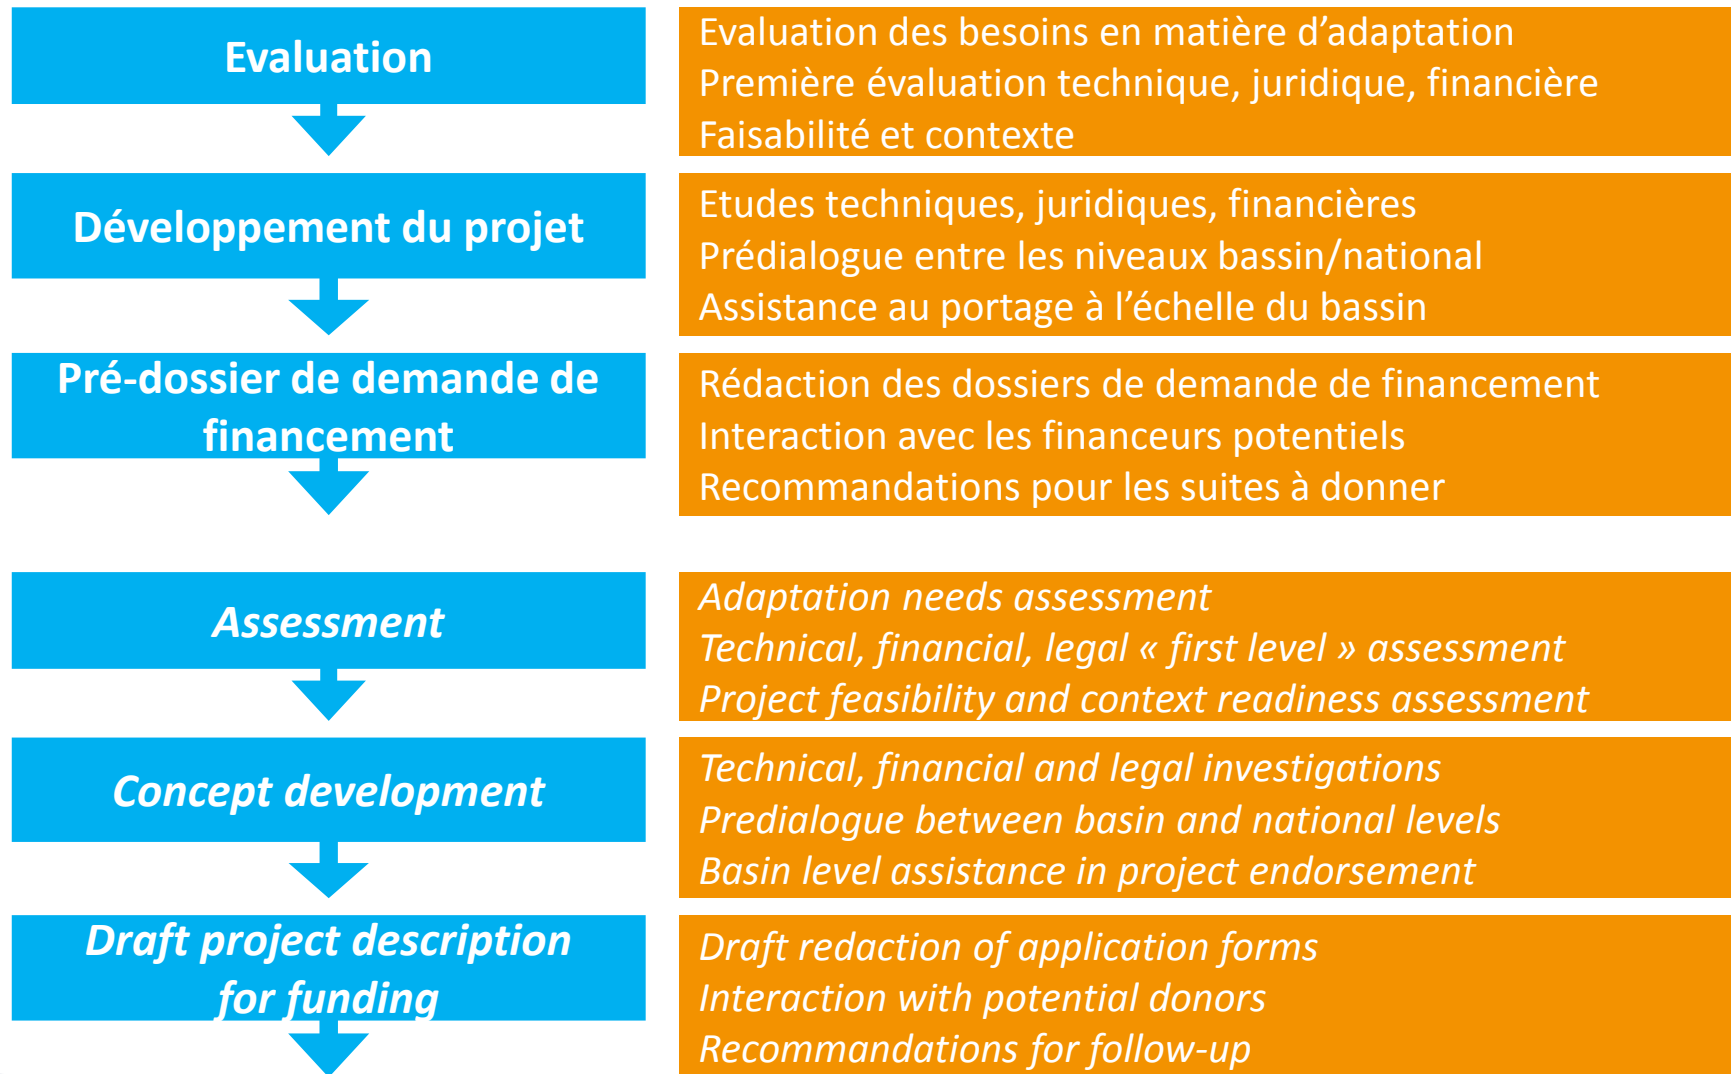 Evaluation
Evaluation des besoins en matière d’adaptation
Première évaluation technique, juridique, financière
Faisabilité et contexte
Développement du projet
Etudes techniques, juridiques, financières
Prédialogue entre les niveaux bassin/national
Assistance au portage à l’échelle du bassin
Pré-dossier de demande de
financement
Rédaction des dossiers de demande de financement
Interaction avec les financeurs potentiels
Recommandations pour les suites à donner
Assessment
Adaptation needs assessment
Technical, financial, legal « first level » assessment
Project feasibility and context readiness assessment
Concept development
Technical, financial and legal investigations
Predialogue between basin and national levels
Basin level assistance in project endorsement
Draft project description
for funding
Draft redaction of application forms
Interaction with potential donors
Recommandations for follow-up